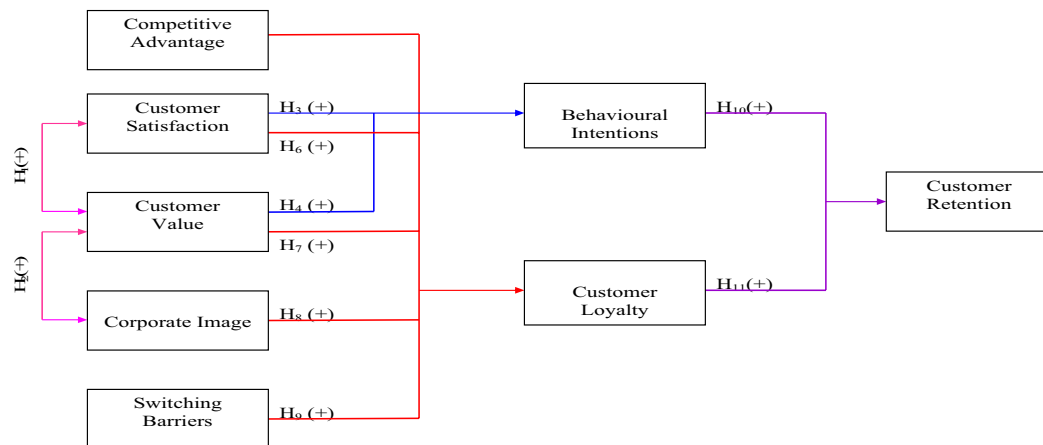 Competitive
Advantage
Customer
Satisfaction
H3 (+)
H6 (+)
H1(+)
Customer
Value
H4 (+)
H7 (+)
H2(+)
Corporate Image
H8 (+)
Switching
Barriers
H9 (+)
Behavioural
Intentions
H10(+)
Customer
Loyalty
H11(+)
Customer
Retention